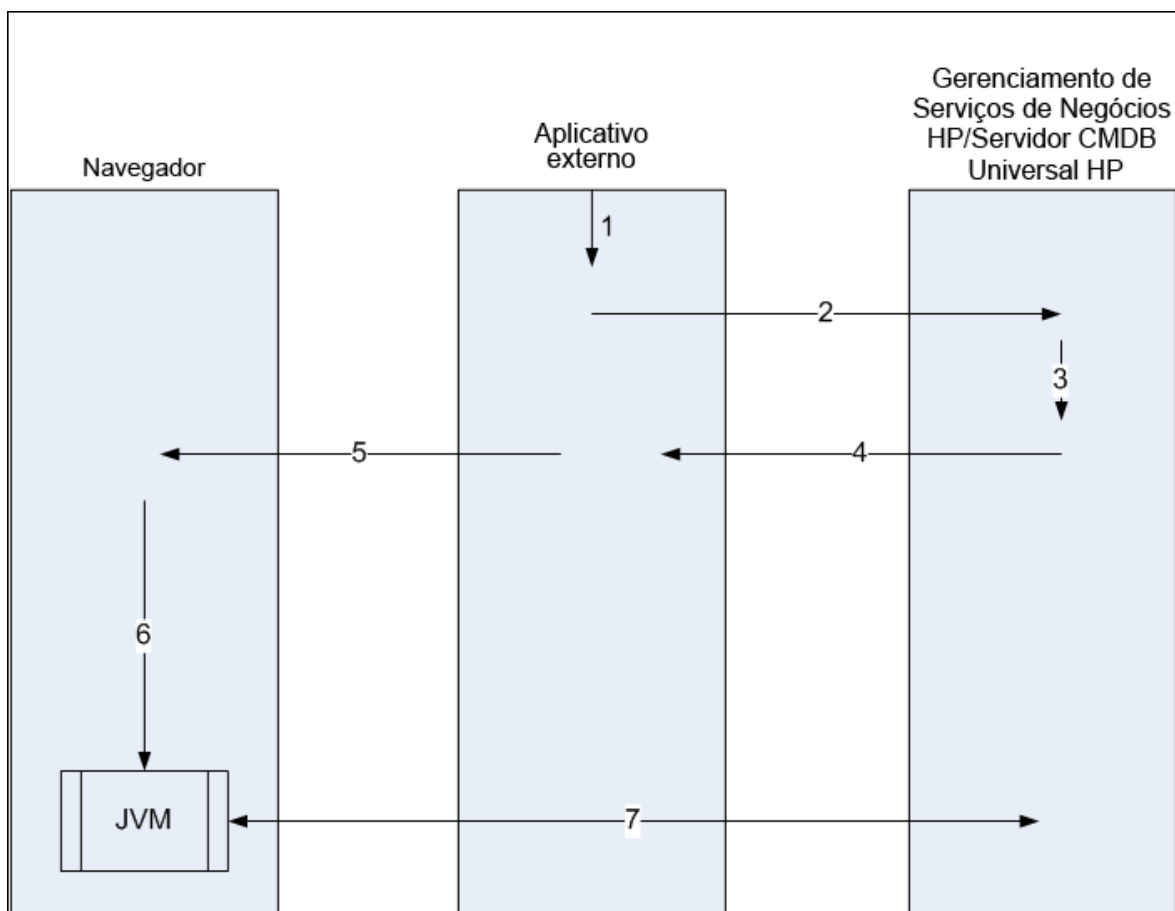 Navegador
Aplicativo
externo
Gerenciamento de
Serviços de Negócios
HP/Servidor CMDB
Universal HP
1
2
3
4
5
6
JVM
7